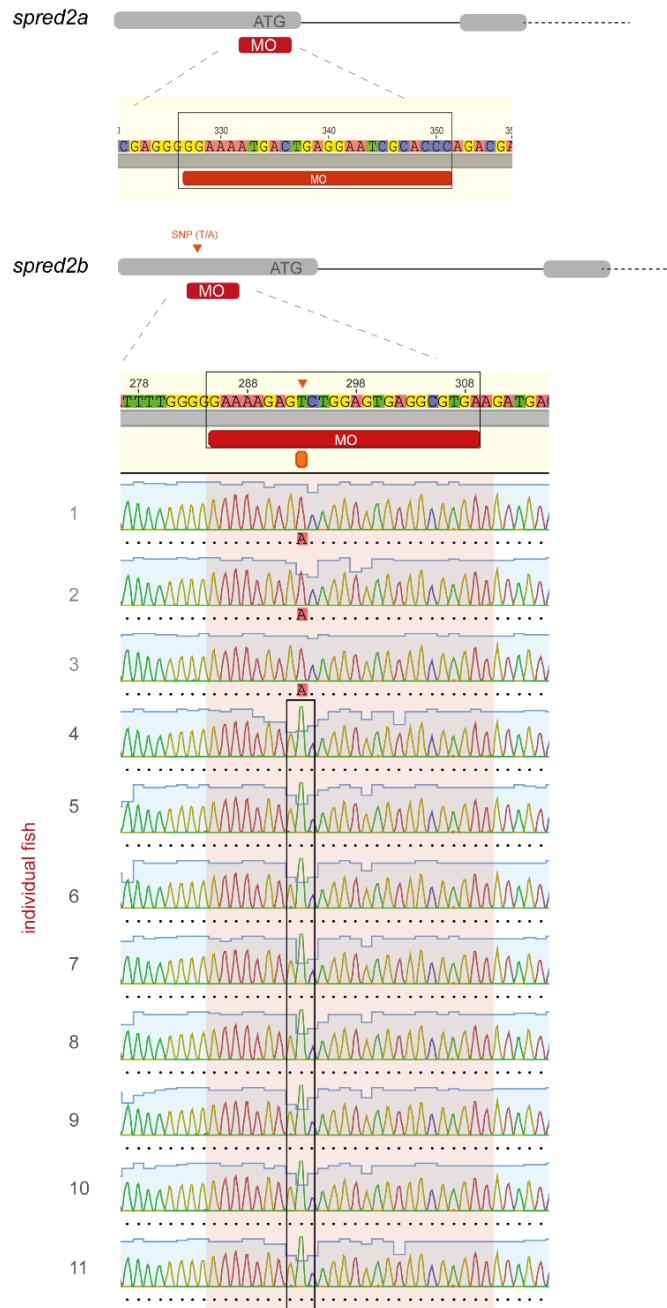 spred2a
ATG
MO
330 340 350
CGAGGGGGAAAATGACTGAGGAATCGCACCCAGACGA
MO
SNP (T/A)
spred2b
ATG
MO
278 288 298 308
TTTTGGGGGAAAAGAGTCTGGAGTGAGGCGTGAAGATGA
MO
1
A
2
A
3
A
4
5
6
7
8
9
10
11
individual fish